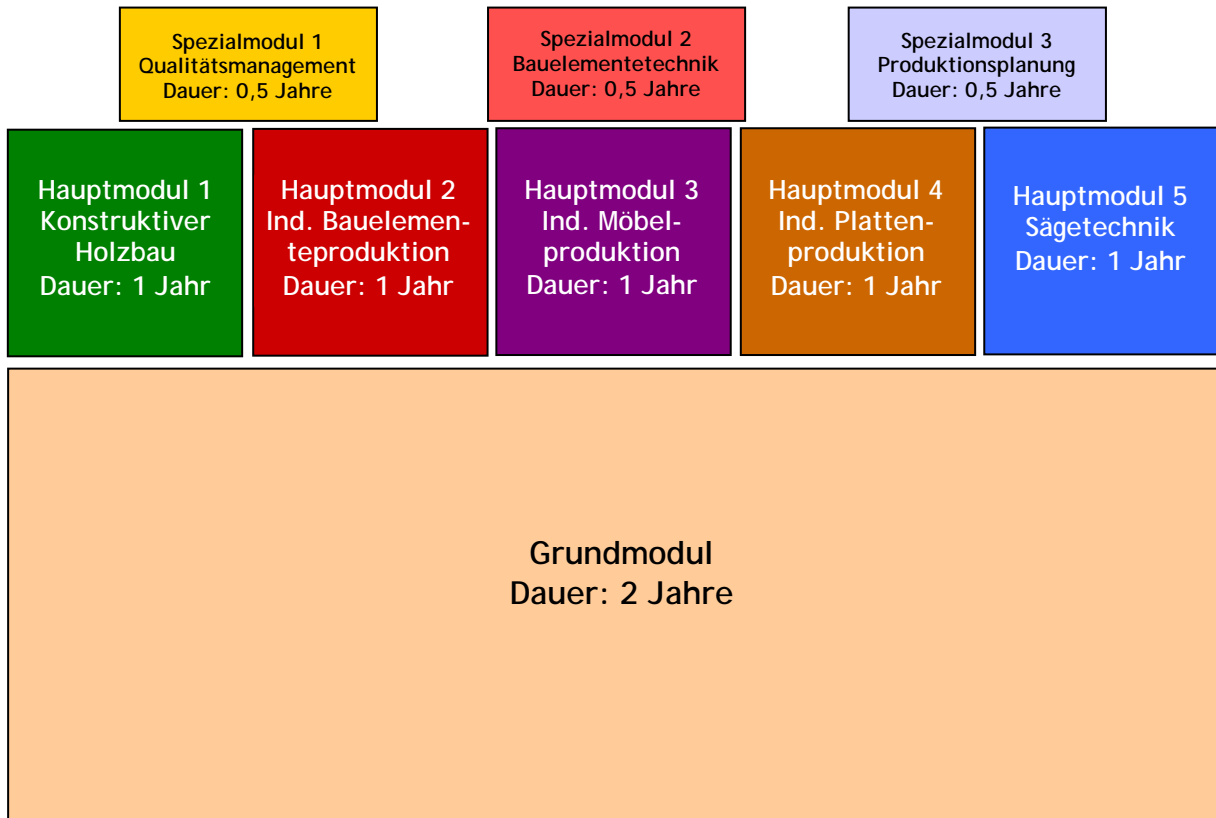 Spezialmodul 1
Qualitätsmanagement
Dauer: 0,5 Jahre
Spezialmodul 2
Bauelementetechnik
Dauer: 0,5 Jahre
Spezialmodul 3
Produktionsplanung
Dauer: 0,5 Jahre
Hauptmodul 1
Konstruktiver
Holzbau
Dauer: 1 Jahr
Hauptmodul 2
Ind. Bauelemen-
teproduktion
Dauer: 1 Jahr
Hauptmodul 3
Ind. Möbel-
produktion
Dauer: 1 Jahr
Hauptmodul 4
Ind. Platten-
produktion
Dauer: 1 Jahr
Hauptmodul 5
Sägetechnik
Dauer: 1 Jahr
Grundmodul
Dauer: 2 Jahre